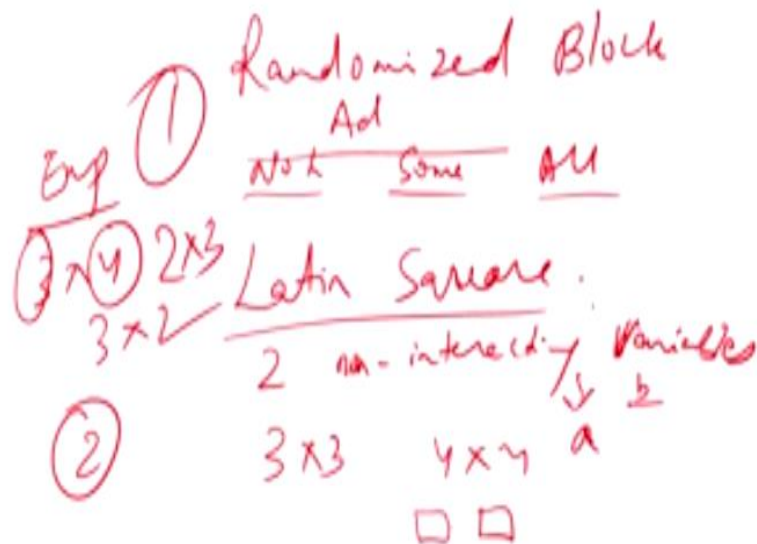 ① Randomized Block
Ad
Exp Non Some All
3 × 4 2×3 Latin Square.
3×2
2 non-interacting Variables
a b
② 3×3 4×4